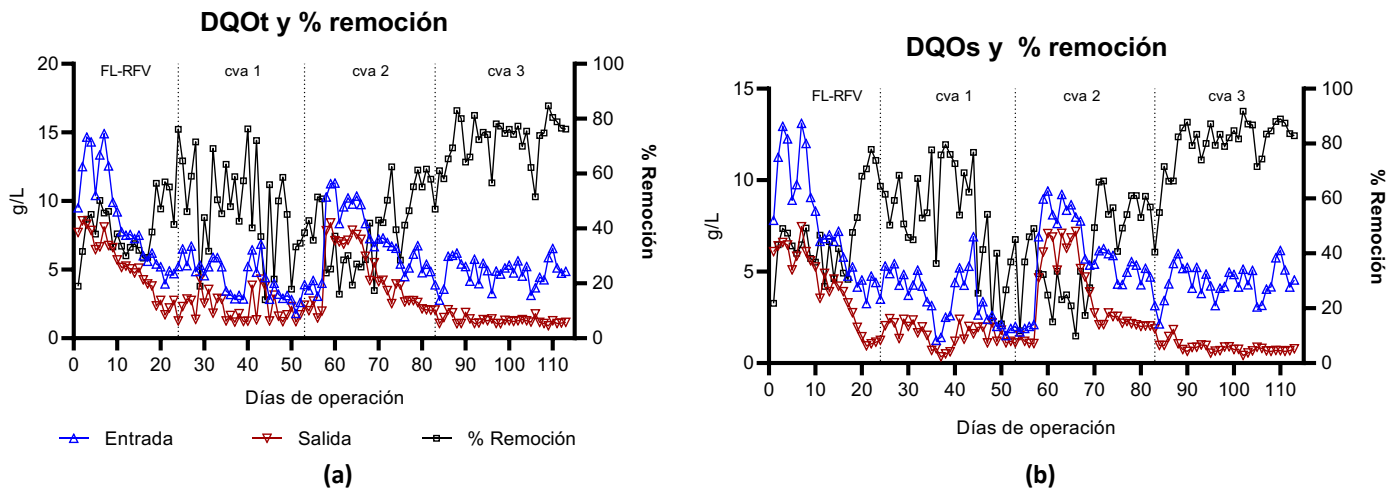 DQOt y % remoción
FL-RFV cva 1 cva 2 cva 3
20
15
10
5
0
g/L
100
80
60
40
20
0
% Remoción
0 10 20 30 40 50 60 70 80 90 100 110
Días de operación
Entrada Salida % Remoción
(a)
DQOs y % remoción
FL-RFV cva 1 cva 2 cva 3
15
10
5
0
g/L
100
80
60
40
20
0
% Remoción
0 10 20 30 40 50 60 70 80 90 100 110
Días de operación
(b)